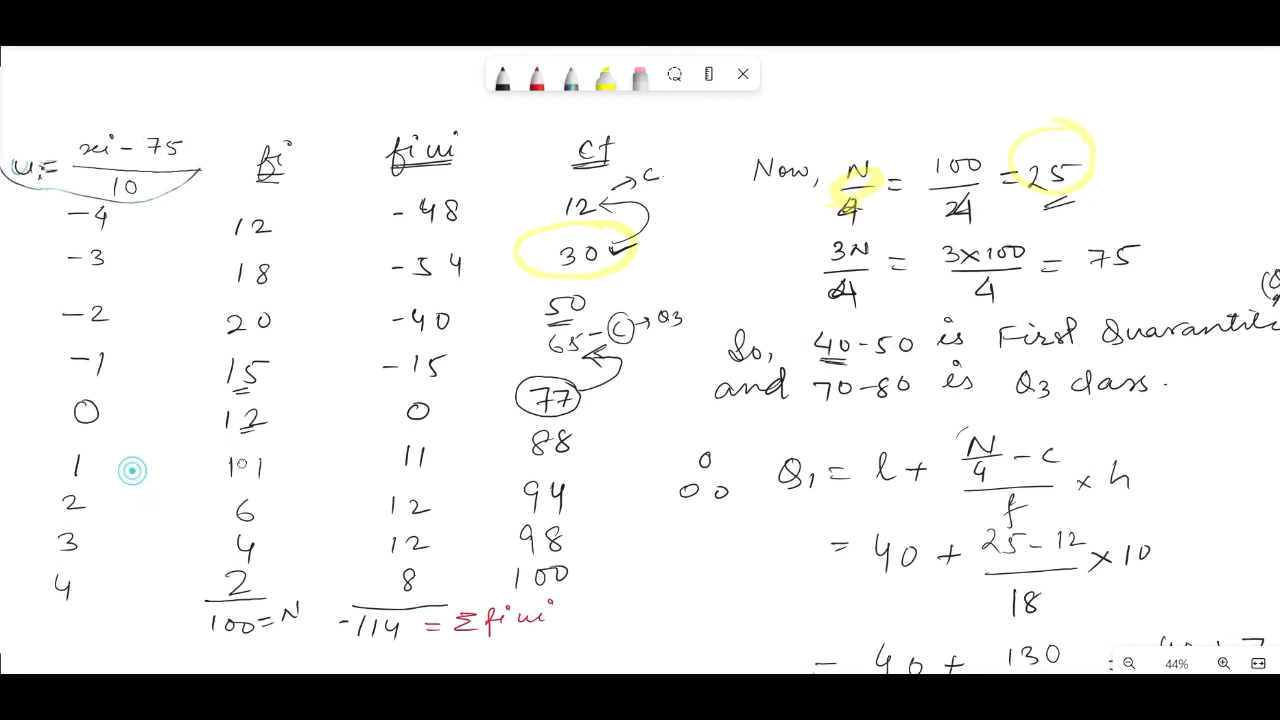 ui = (xi - 75)/10 fi fiui cf
-4 12 -48 12 → C
-3 18 -54 30
-2 20 -40 50
-1 15 -15 65 - C → Q3
0 12 0 77
1 101 11 88
2 6 12 94
3 4 12 98
4 2 8 100
100 = N -114 = Σfiui
Now, N/4 = 100/4 = 25
3N/4 = 3×100/4 = 75
So, 40-50 is First Quarantile
and 70-80 is Q3 class.
Q1 = l + (N/4 - c)/f × h
= 40 + (25-12)/18 × 10
= 40 + 130
44%